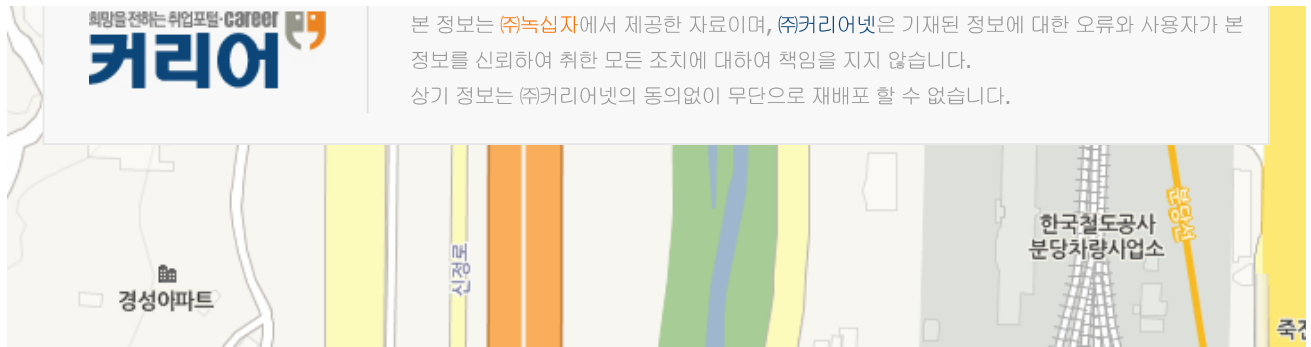 희망을 전하는 취업포털·career
커리어
본 정보는 ㈜녹십자에서 제공한 자료이며, ㈜커리어넷은 기재된 정보에 대한 오류와 사용자가 본
정보를 신뢰하여 취한 모든 조치에 대하여 책임을 지지 않습니다.
상기 정보는 ㈜커리어넷의 동의없이 무단으로 재배포 할 수 없습니다.
경성아파트
신정로
한국철도공사
분당차량사업소
분당선
죽전